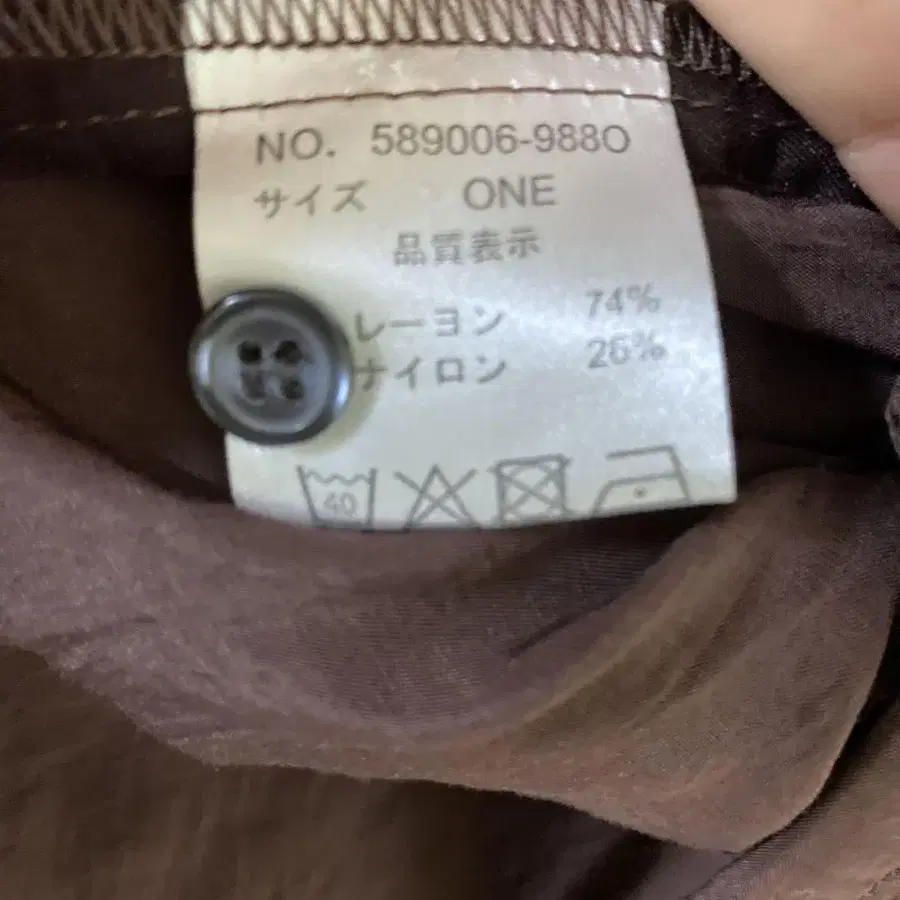 NO. 589006-9880
サイズ ONE
品質表示
レーヨン 74%
ナイロン 26%
40